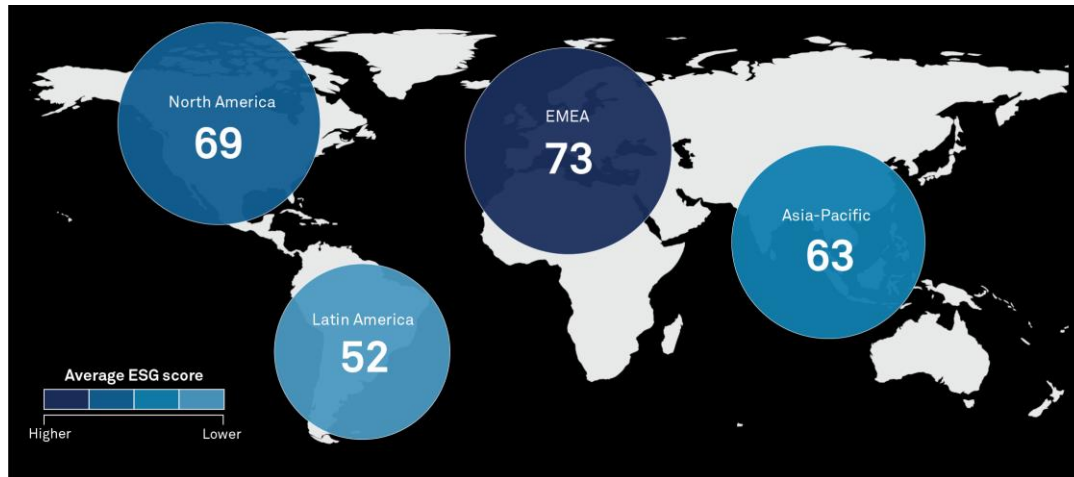 North America
69
EMEA
73
Asia-Pacific
63
Latin America
52
Average ESG score
Higher
Lower